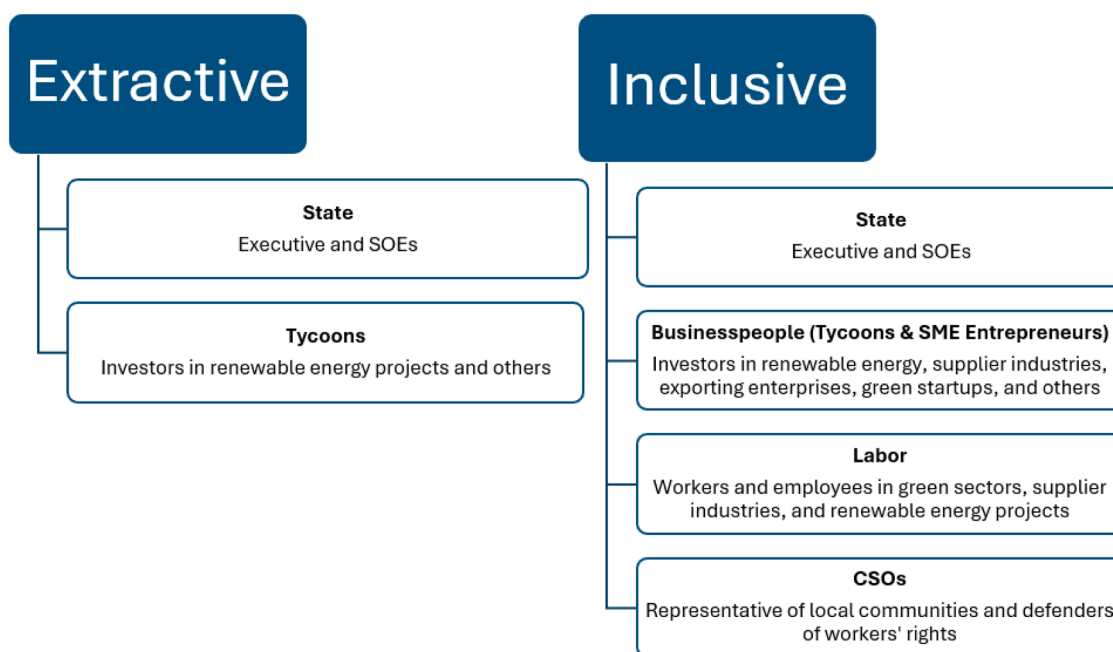 Extractive
State
Executive and SOEs
Tycoons
Investors in renewable energy projects and others
Inclusive
State
Executive and SOEs
Businesspeople (Tycoons & SME Entrepreneurs)
Investors in renewable energy, supplier industries,
exporting enterprises, green startups, and others
Labor
Workers and employees in green sectors, supplier
industries, and renewable energy projects
CSOs
Representative of local communities and defenders
of workers' rights